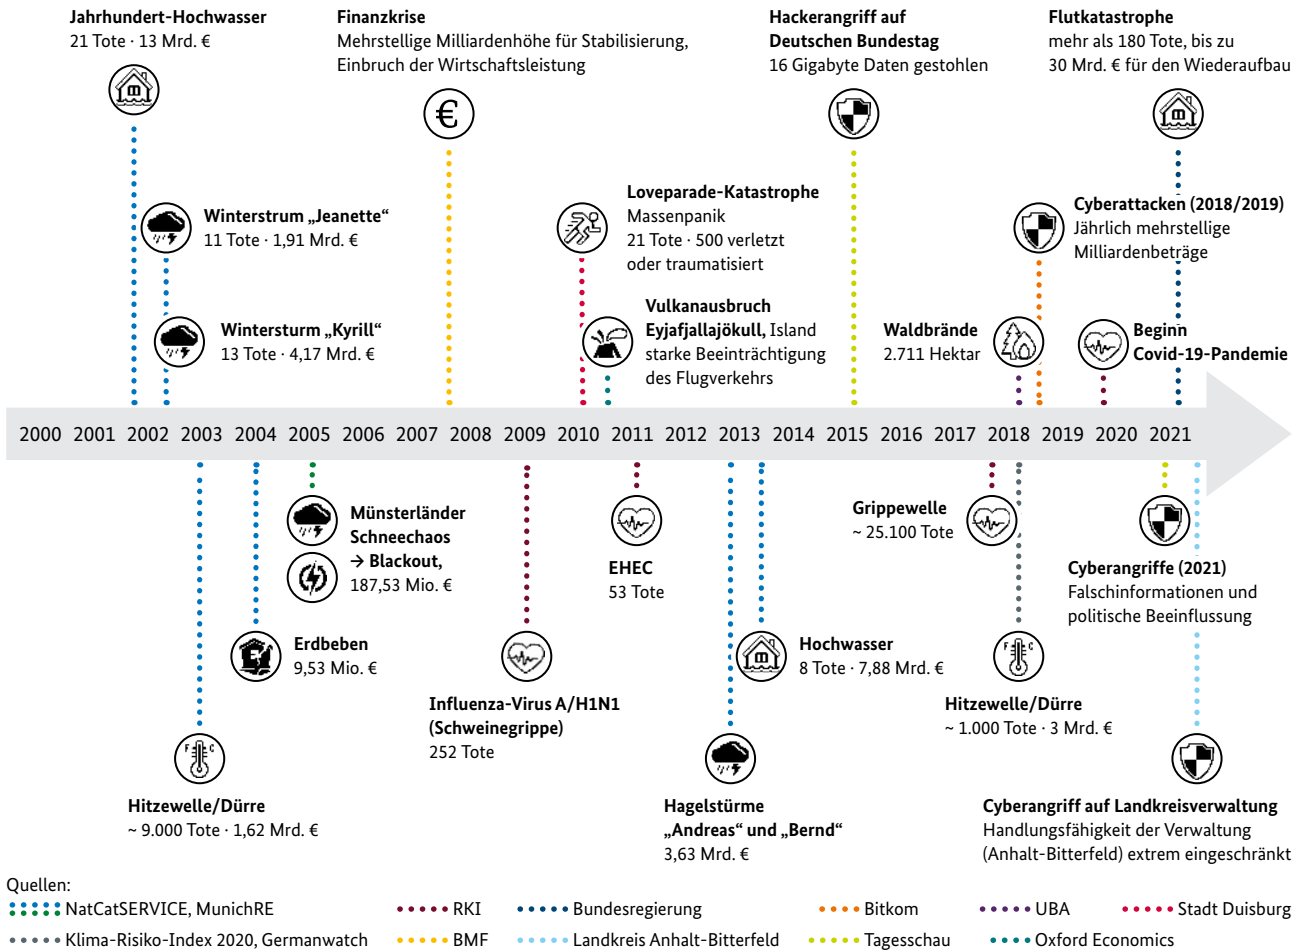 Jahrhundert-Hochwasser
21 Tote · 13 Mrd. €
Finanzkrise
Mehrstellige Milliardenhöhe für Stabilisierung,
Einbruch der Wirtschaftsleistung
€
Hackerangriff auf
Deutschen Bundestag
16 Gigabyte Daten gestohlen
Flutkatastrophe
mehr als 180 Tote, bis zu
30 Mrd. € für den Wiederaufbau
Winterstrum „Jeanette“
11 Tote · 1,91 Mrd. €
Loveparade-Katastrophe
Massenpanik
21 Tote · 500 verletzt
oder traumatisiert
Cyberattacken (2018/2019)
Jährlich mehrstellige
Milliardenbeträge
Wintersturm „Kyrill“
13 Tote · 4,17 Mrd. €
Vulkanausbruch
Eyjafjallajökull, Island
starke Beeinträchtigung
des Flugverkehrs
Waldbrände
2.711 Hektar
Beginn
Covid-19-Pandemie
2000 2001 2002 2003 2004 2005 2006 2007 2008 2009 2010 2011 2012 2013 2014 2015 2016 2017 2018 2019 2020 2021
Münsterländer
Schneechaos
→ Blackout,
187,53 Mio. €
EHEC
53 Tote
Grippewelle
~ 25.100 Tote
Cyberangriffe (2021)
Falschinformationen und
politische Beeinflussung
Erdbeben
9,53 Mio. €
Influenza-Virus A/H1N1
(Schweinegrippe)
252 Tote
Hochwasser
8 Tote · 7,88 Mrd. €
F C
Hitzewelle/Dürre
~ 1.000 Tote · 3 Mrd. €
F C
Hitzewelle/Dürre
~ 9.000 Tote · 1,62 Mrd. €
Hagelstürme
„Andreas“ und „Bernd“
3,63 Mrd. €
Cyberangriff auf Landkreisverwaltung
Handlungsfähigkeit der Verwaltung
(Anhalt-Bitterfeld) extrem eingeschränkt
Quellen:
NatCatSERVICE, MunichRE RKI Bundesregierung Bitkom UBA Stadt Duisburg
Klima-Risiko-Index 2020, Germanwatch BMF Landkreis Anhalt-Bitterfeld Tagesschau Oxford Economics